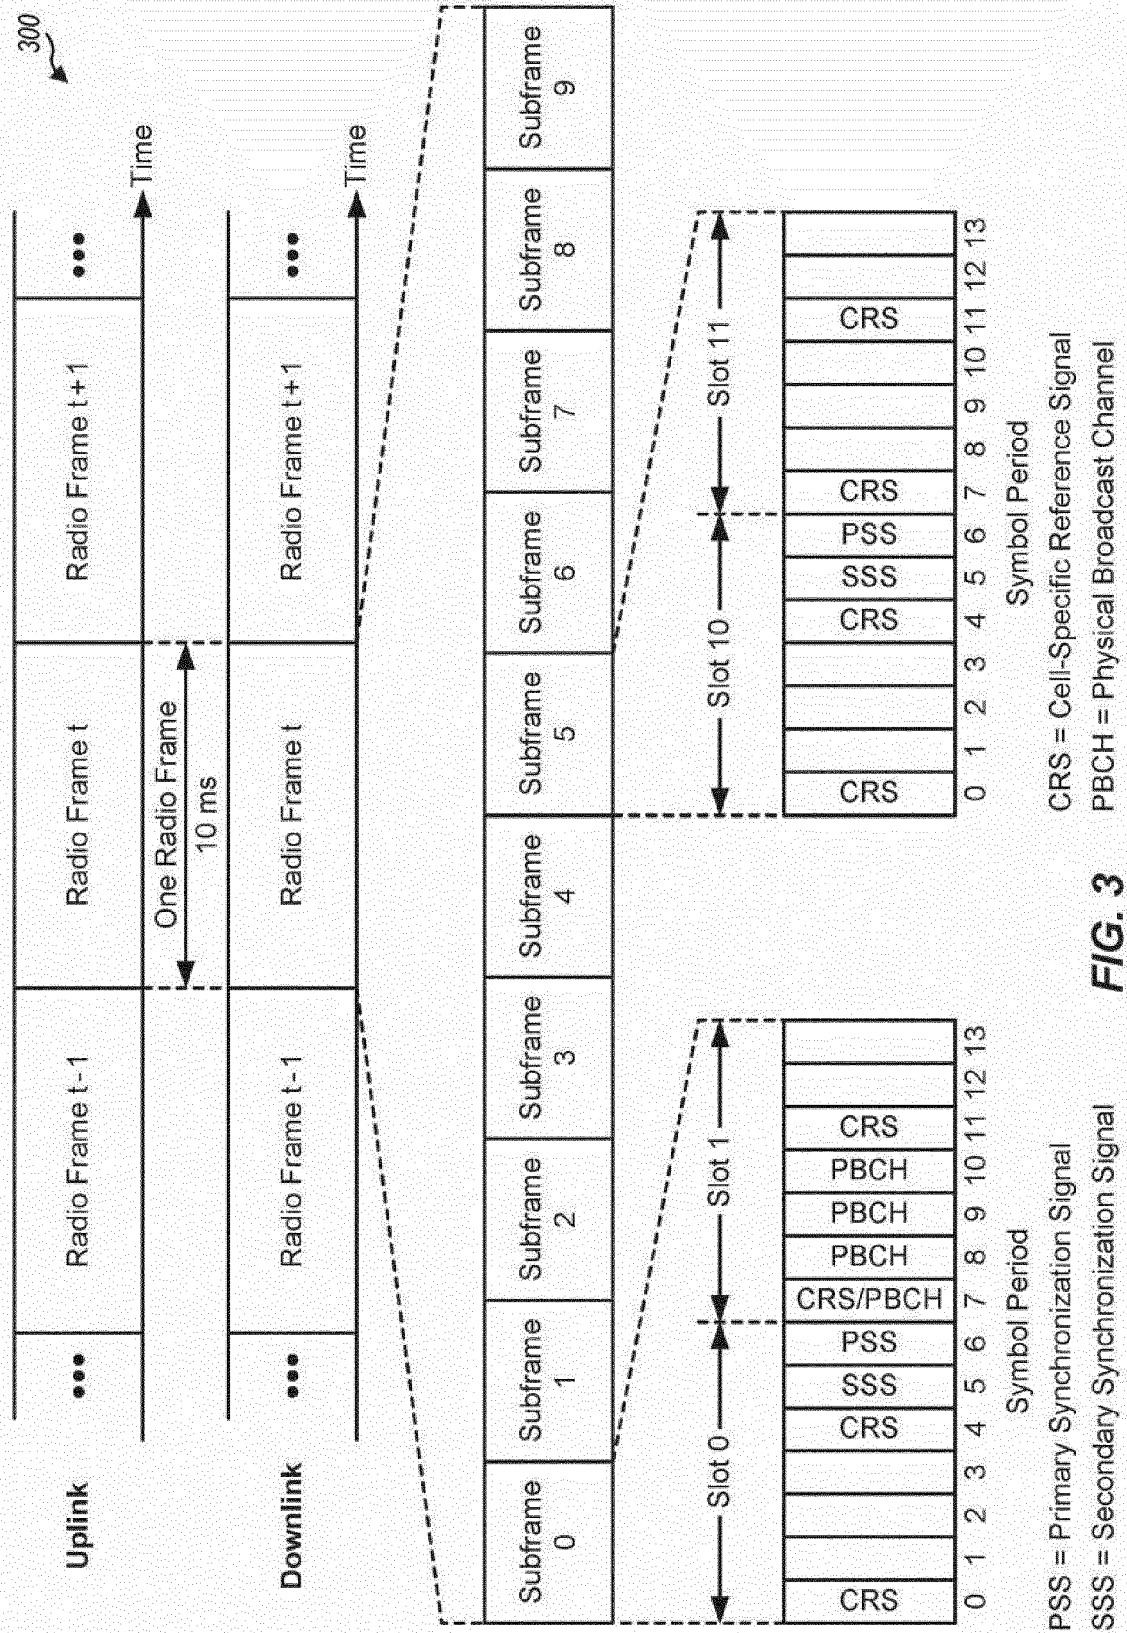 300
Uplink
•••
Radio Frame t-1
Radio Frame t
Radio Frame t+1
•••
Time
One Radio Frame
10 ms
Downlink
•••
Radio Frame t-1
Radio Frame t
Radio Frame t+1
•••
Time
Subframe
0
Subframe
1
Subframe
2
Subframe
3
Subframe
4
Subframe
5
Subframe
6
Subframe
7
Subframe
8
Subframe
9
Slot 0
Slot 1
CRS
CRS
SSS
PSS
CRS/PBCH
PBCH
PBCH
PBCH
CRS
0 1 2 3 4 5 6 7 8 9 10 11 12 13
Symbol Period
Slot 10
Slot 11
CRS
CRS
SSS
PSS
CRS
CRS
0 1 2 3 4 5 6 7 8 9 10 11 12 13
Symbol Period
PSS = Primary Synchronization Signal
SSS = Secondary Synchronization Signal
CRS = Cell-Specific Reference Signal
PBCH = Physical Broadcast Channel
FIG. 3